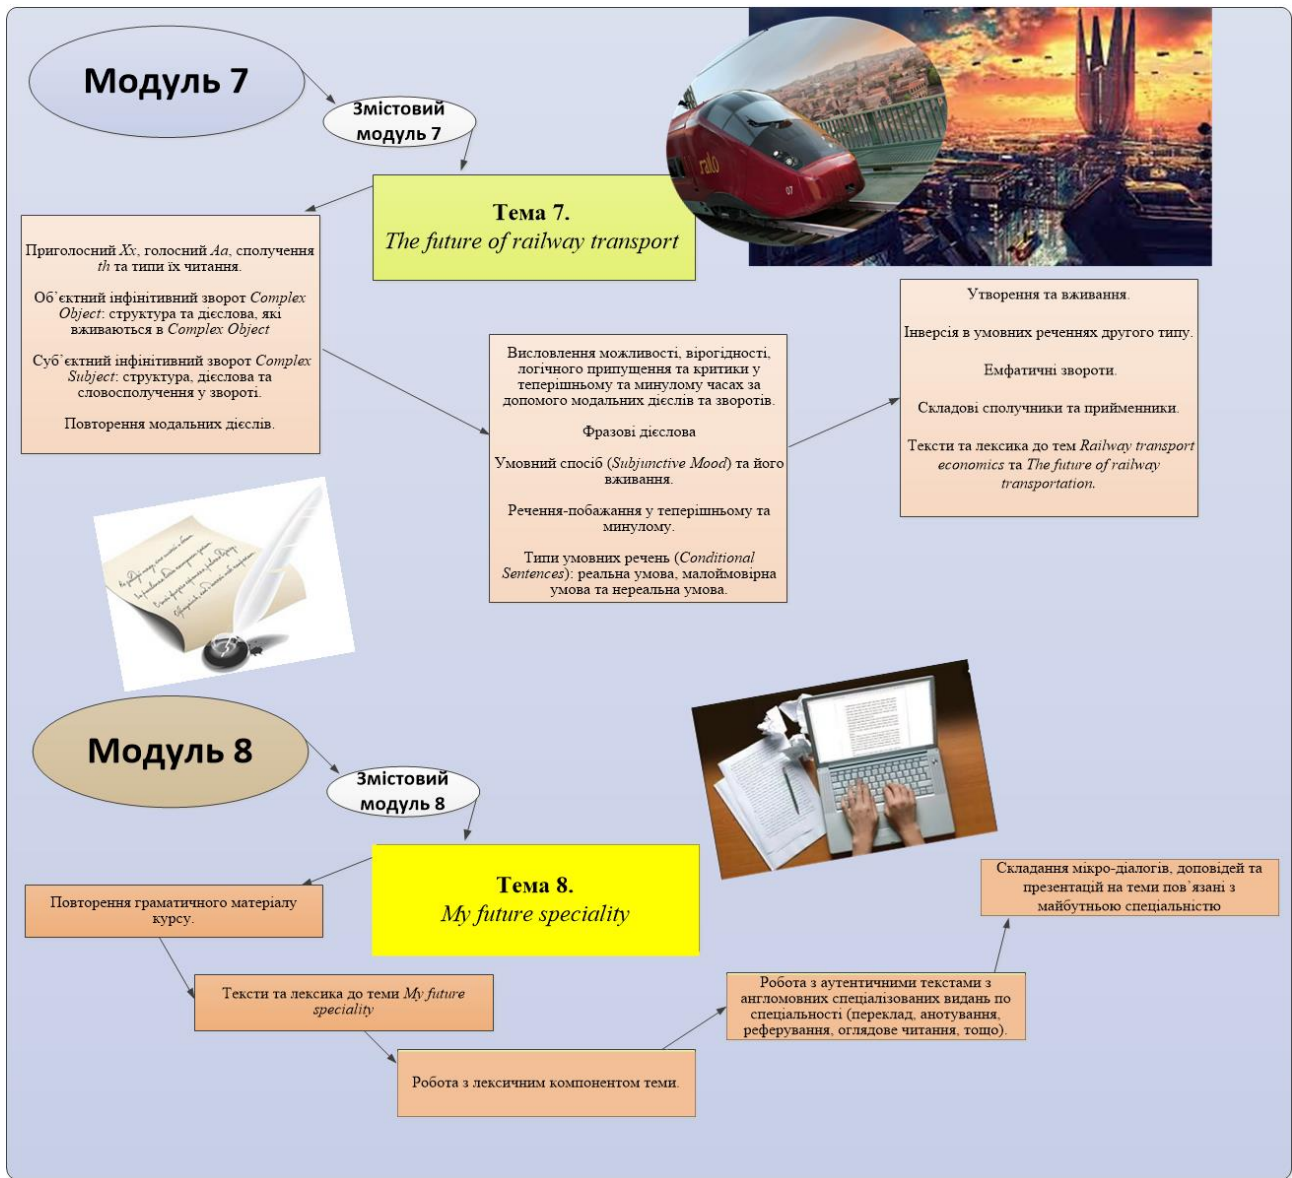 Модуль 7
Змістовий
модуль 7
Тема 7.
The future of railway transport
Приголосний Xx, голосний Aa, сполучення
th та типи їх читання.
Об`єктний інфінітивний зворот Complex
Object: структура та дієслова, які
вживаються в Complex Object
Суб`єктний інфінітивний зворот Complex
Subject: структура, дієслова та
словосполучення у звороті.
Повторення модальних дієслів.
Висловлення можливості, вірогідності,
логічного припущення та критики у
теперішньому та минулому часах за
допомого модальних дієслів та зворотів.
Фразові дієслова
Умовний спосіб (Subjunctive Mood) та його
вживання.
Речення-побажання у теперішньому та
минулому.
Типи умовних речень (Conditional
Sentences): реальна умова, малоймовірна
умова та нереальна умова.
Утворення та вживання.
Інверсія в умовних реченнях другого типу.
Емфатичні звороти.
Складові сполучники та прийменники.
Тексти та лексика до тем Railway transport
economics та The future of railway
transportation.
Модуль 8
Змістовий
модуль 8
Тема 8.
My future speciality
Повторення граматичного матеріалу
курсу.
Тексти та лексика до теми My future
speciality
Робота з лексичним компонентом теми.
Робота з аутентичними текстами з
англомовних спеціалізованих видань по
спеціальності (переклад, анотування,
реферування, оглядове читання, тощо).
Складання мікро-діалогів, доповідей та
презентацій на теми пов`язані з
майбутньою спеціальністю